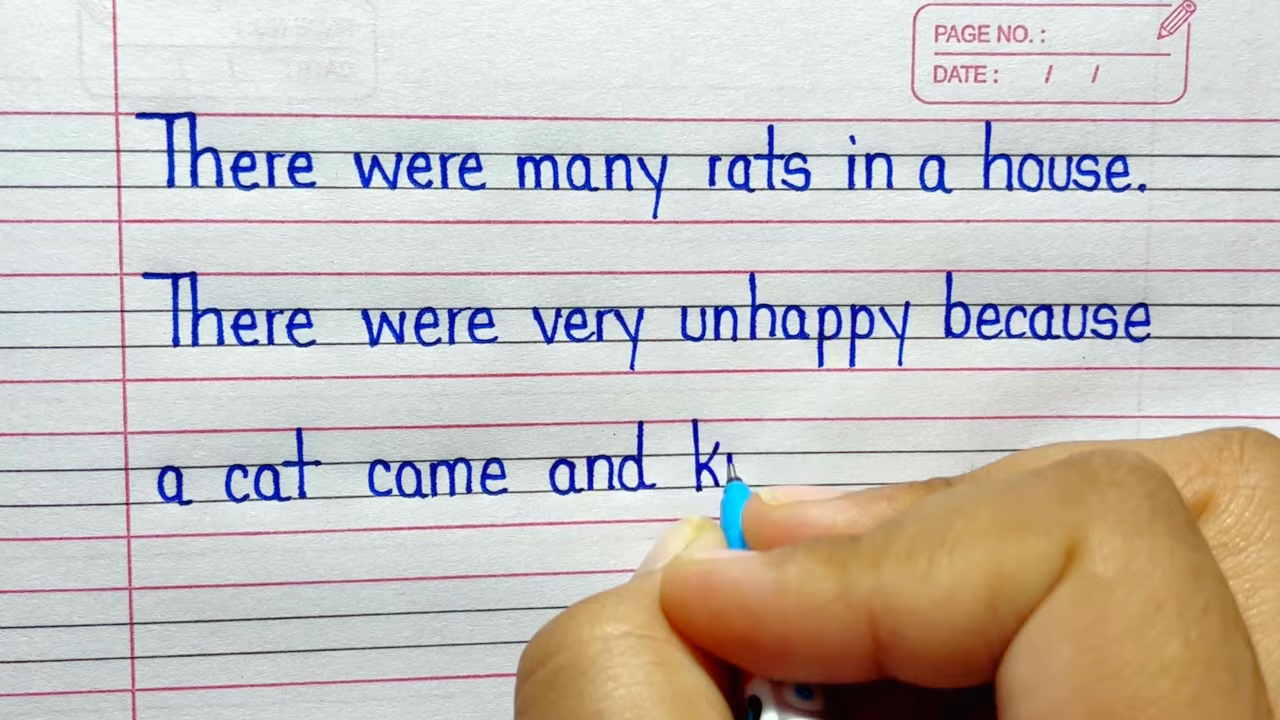 PAGE NO. :
DATE : / /
There were many rats in a house.
There were very unhappy because
a cat came and